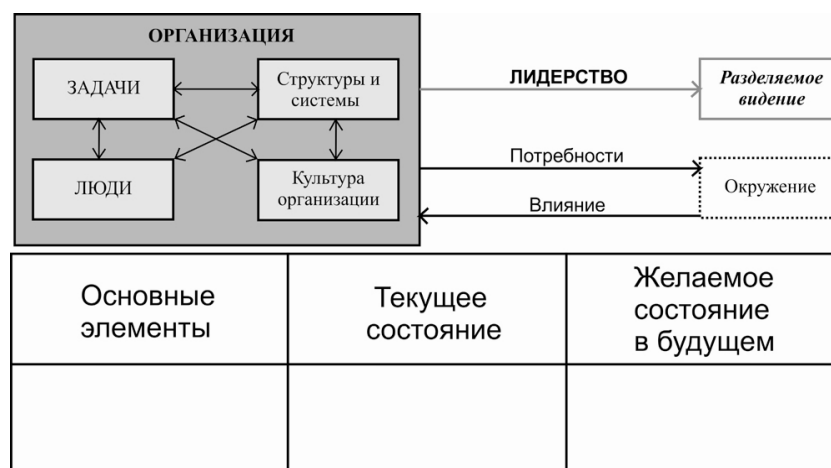 ОРГАНИЗАЦИЯ
ЗАДАЧИ
Структуры и
системы
ЛИДЕРСТВО
Разделяемое
видение
ЛЮДИ
Культура
организации
Потребности
Влияние
Окружение
Основные
элементы
Текущее
состояние
Желаемое
состояние
в будущем